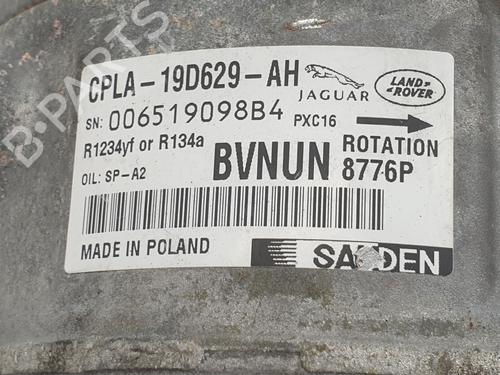 CPLA-19D629-AH
JAGUAR
LAND ROVER
SN: 006519098B4 PXC16
R1234yf or R134a BVNUN ROTATION
OIL: SP-A2 8776P
MADE IN POLAND SANDEN
B-PARTS